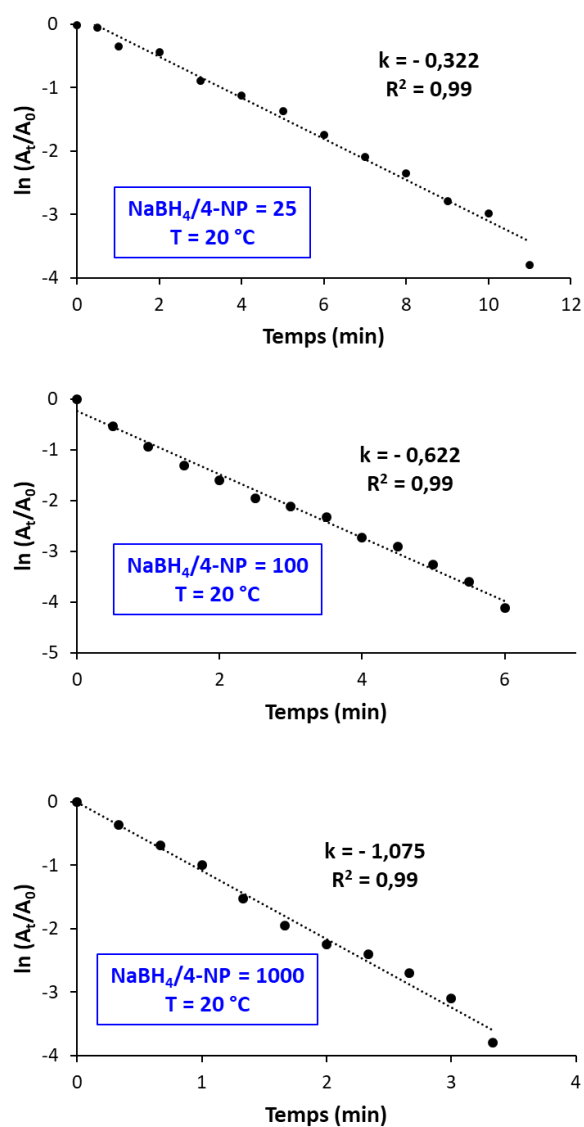 0
-1
-2
-3
-4
ln (Aₜ/A₀)
k = - 0,322
R² = 0,99
NaBH₄/4-NP = 25
T = 20 °C
0 2 4 6 8 10 12
Temps (min)
0
-1
-2
-3
-4
-5
ln (Aₜ/A₀)
k = - 0,622
R² = 0,99
NaBH₄/4-NP = 100
T = 20 °C
0 2 4 6
Temps (min)
0
-1
-2
-3
-4
ln (Aₜ/A₀)
k = - 1,075
R² = 0,99
NaBH₄/4-NP = 1000
T = 20 °C
0 1 2 3 4
Temps (min)